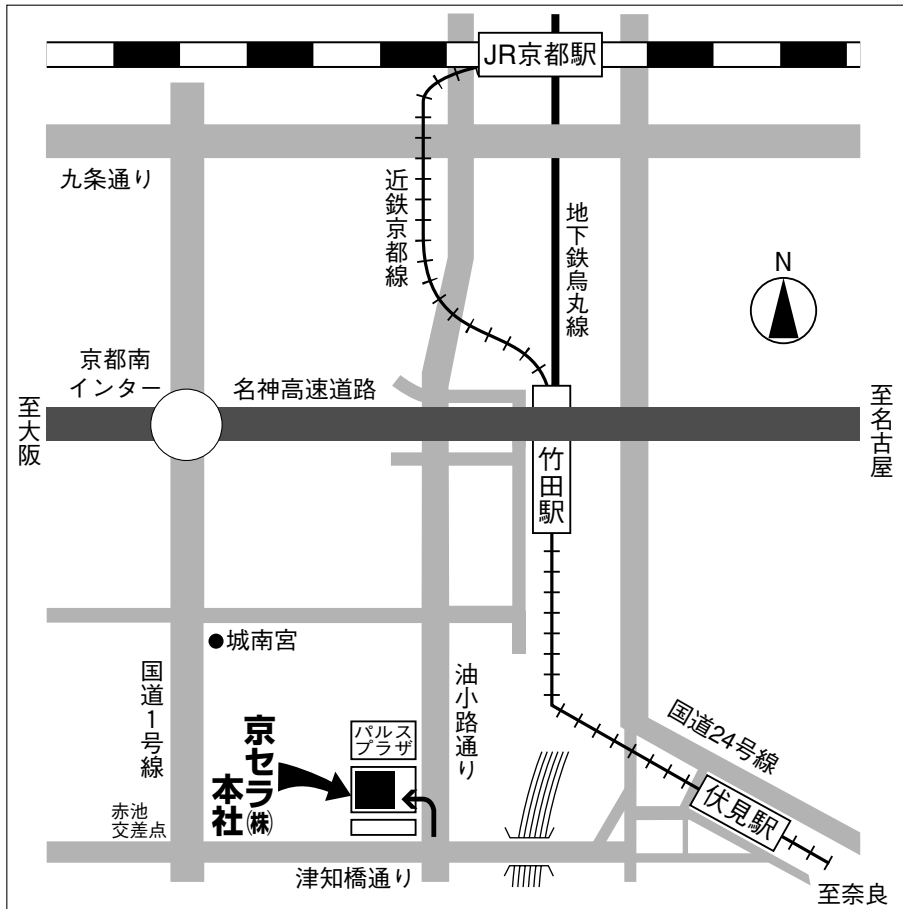 JR京都駅
九条通り
近鉄京都線
地下鉄烏丸線
N
京都南
インター
名神高速道路
至大阪
至名古屋
竹田駅
城南宮
国道1号線
油小路通り
国道24号線
パルス
プラザ
京セラ㈱
本社
赤池
交差点
伏見駅
津知橋通り
至奈良